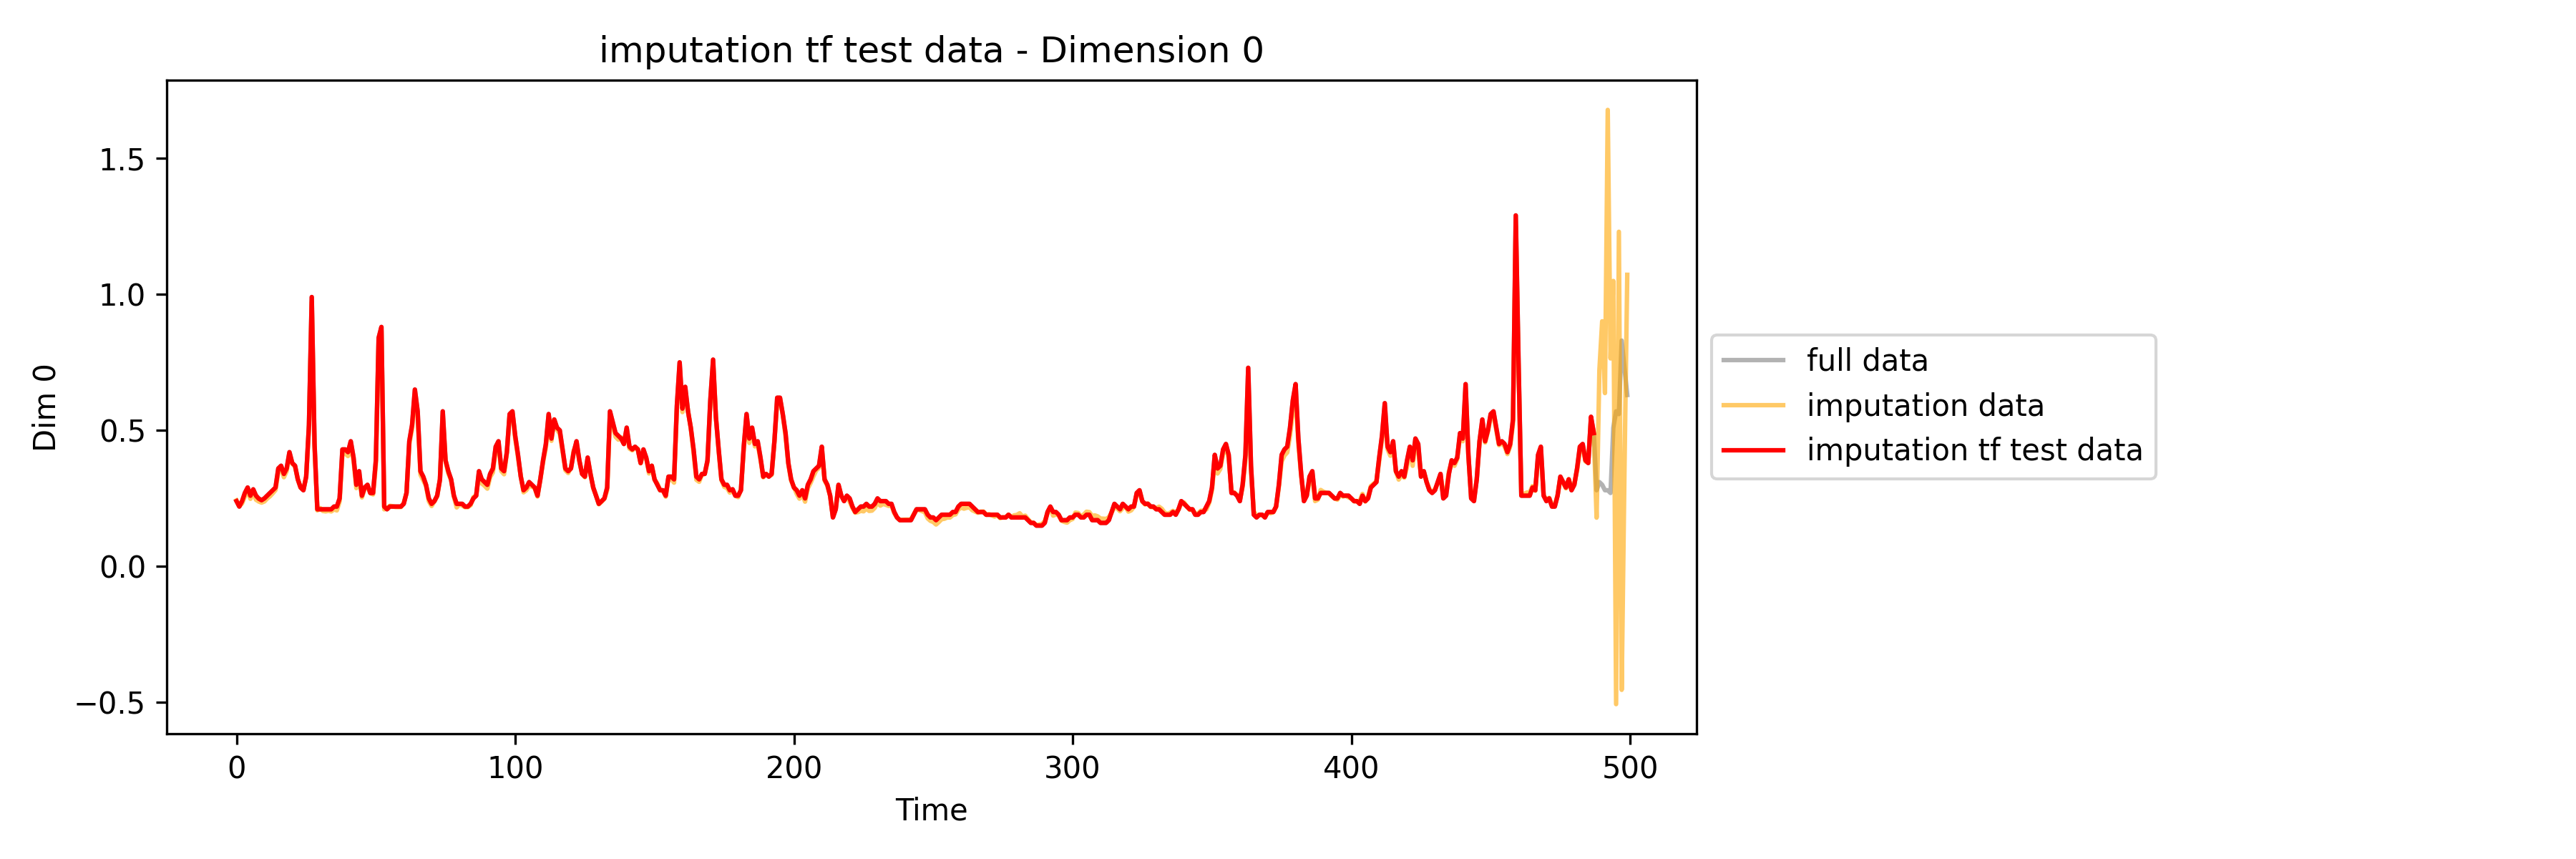 imputation tf test data - Dimension 0
1.5
1.0
0.5
0.0
−0.5
Dim 0
0 100 200 300 400 500
Time
full data
imputation data
imputation tf test data